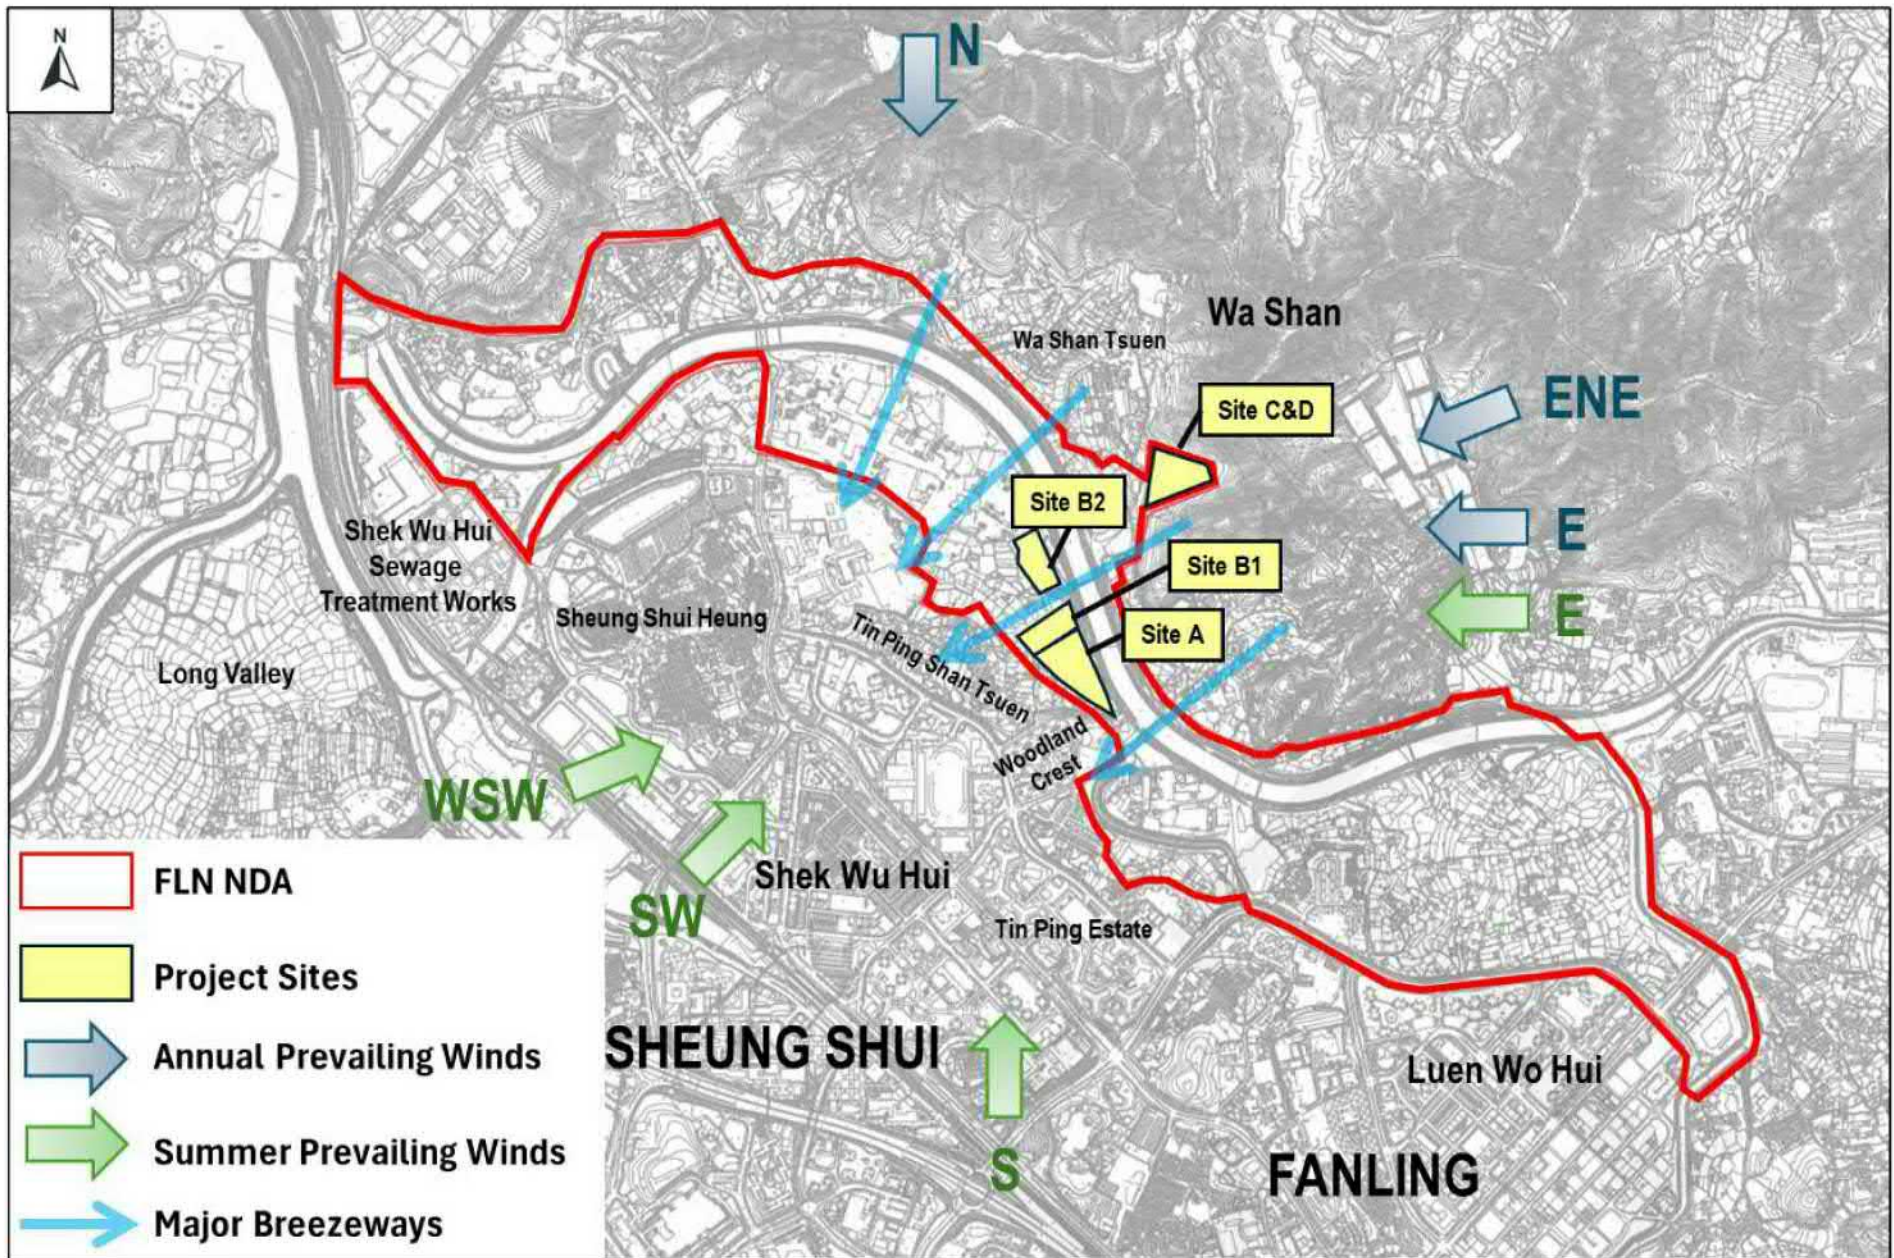 N
N
Wa Shan
Wa Shan Tsuen
ENE
Site C&D
Site B2
E
Shek Wu Hui
Sewage
Treatment Works
Site B1
E
Sheung Shui Heung
Site A
Tin Ping Shan Tsuen
Long Valley
Woodland
Crest
WSW
Shek Wu Hui
SW
Tin Ping Estate
SHEUNG SHUI
Luen Wo Hui
S
FANLING
FLN NDA
Project Sites
Annual Prevailing Winds
Summer Prevailing Winds
Major Breezeways